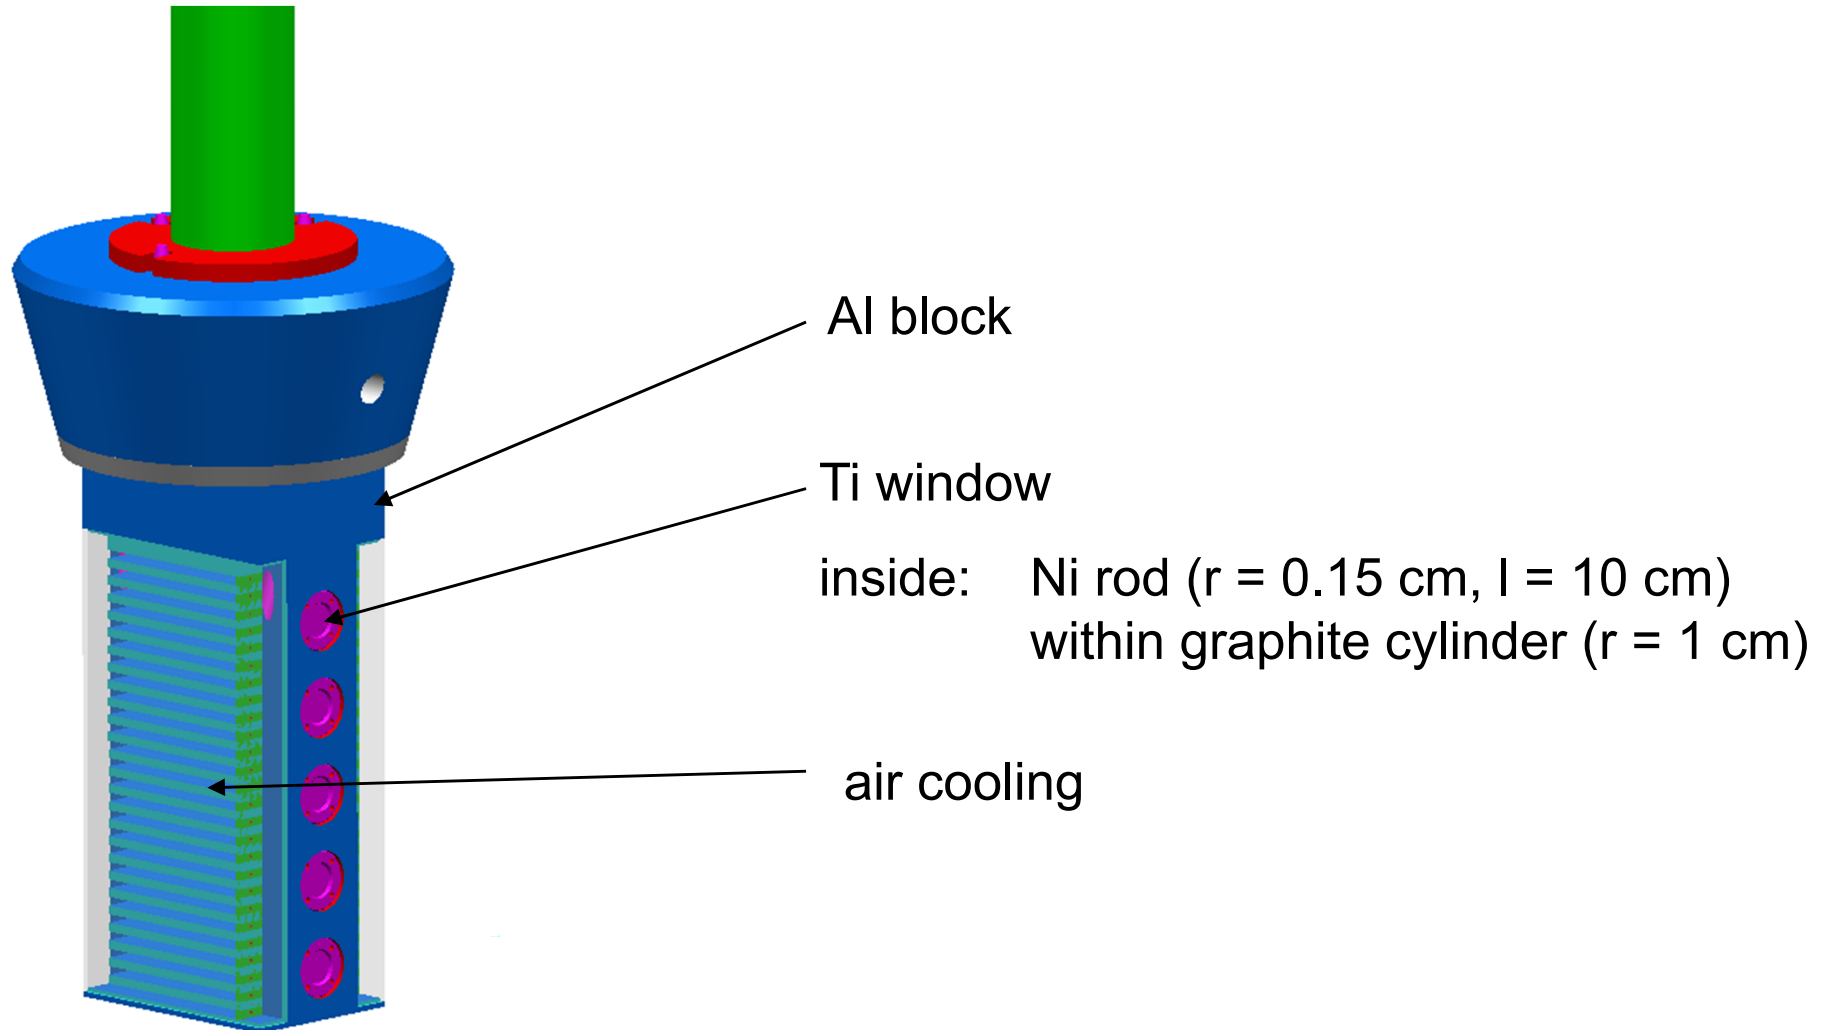 Al block
Ti window
inside: Ni rod (r = 0.15 cm, l = 10 cm)
within graphite cylinder (r = 1 cm)
air cooling